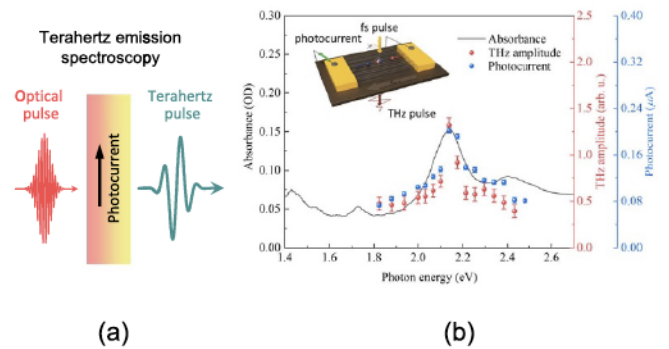 Terahertz emission
spectroscopy
Optical
pulse
Terahertz
pulse
Photocurrent
(a)
0.30
0.25
0.20
0.15
0.10
0.05
0.00
Absorbance (OD)
1.4
1.6
1.8
2.0
2.2
2.4
2.6
Photon energy (eV)
fs pulse
photocurrent
THz pulse
Absorbance
THz amplitude
Photocurrent
2.5
2.0
1.5
1.0
0.5
0.0
THz amplitude (arb. u.)
0.40
0.32
0.24
0.16
0.08
0.00
Photocurrent (μA)
(b)